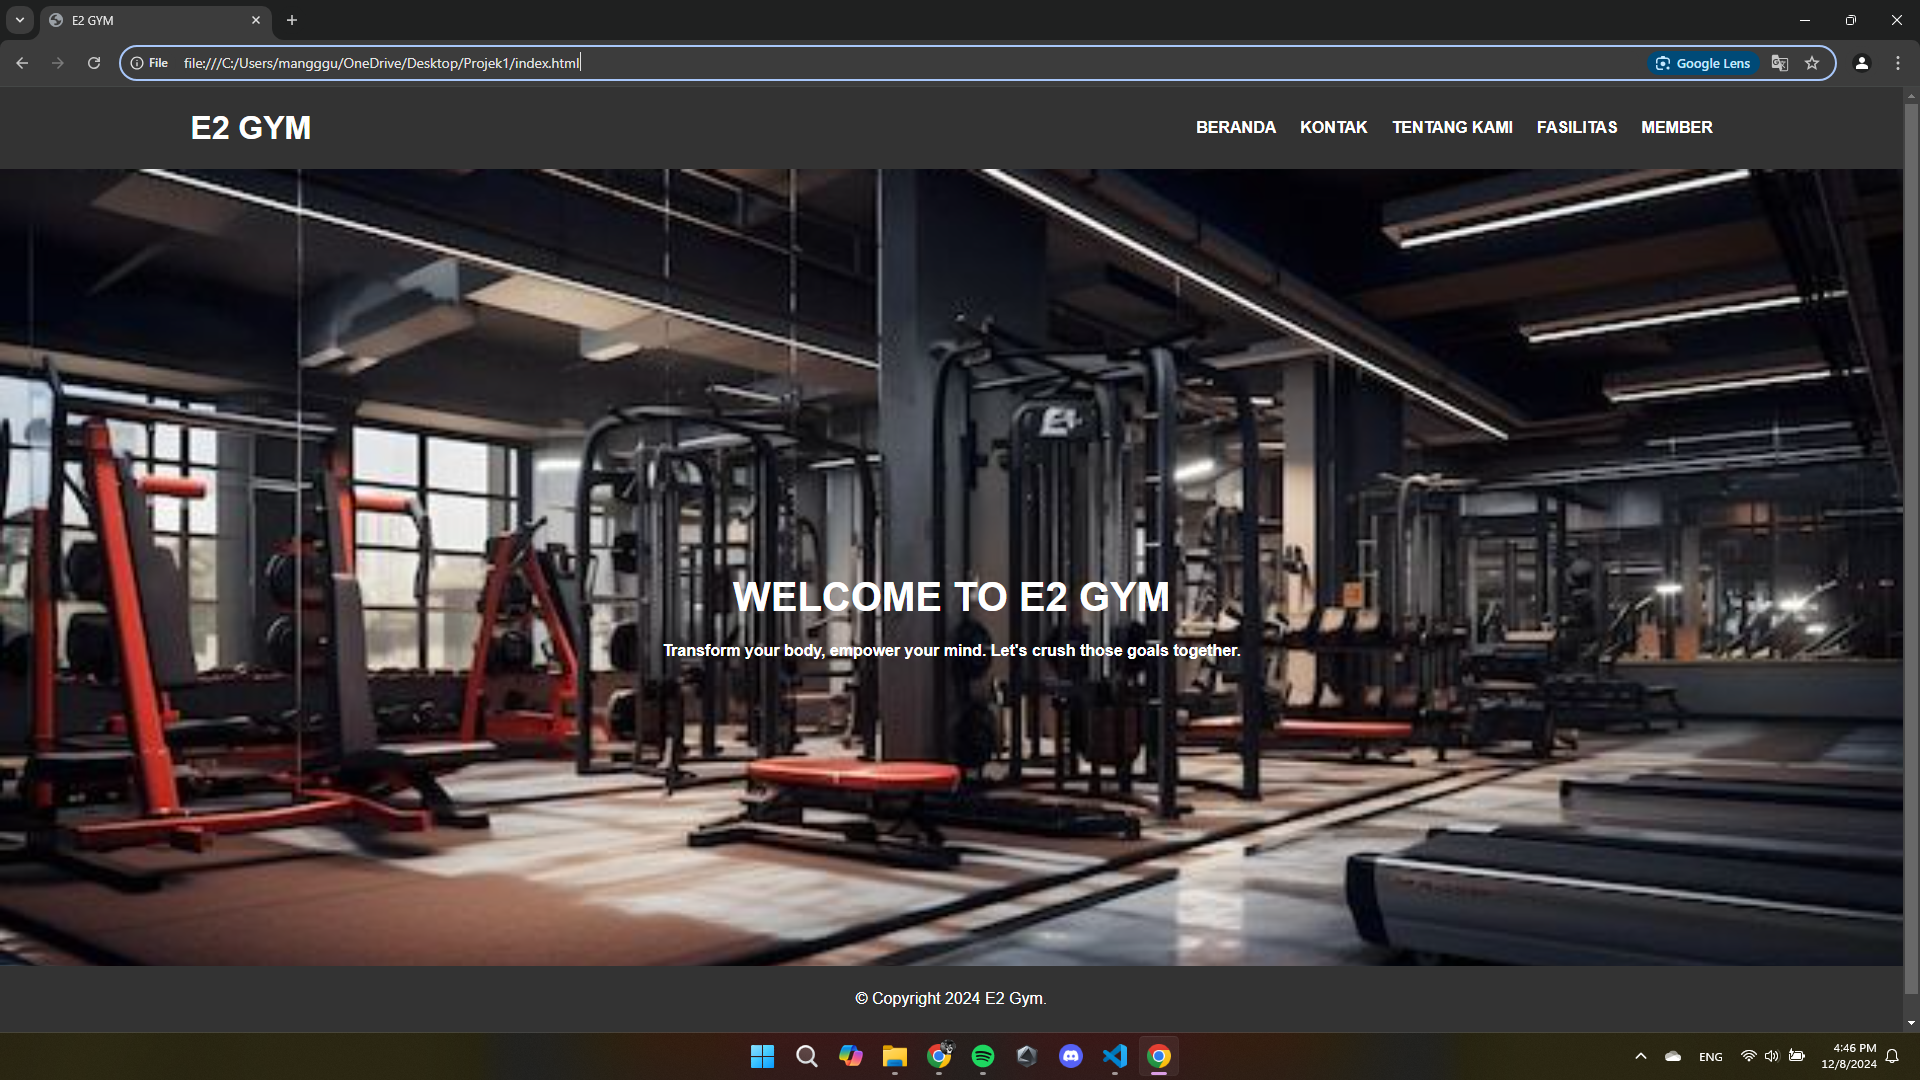 E2 GYM
File
file:///C:/Users/mangggu/OneDrive/Desktop/Projek1/index.html
Google Lens
E2 GYM
BERANDA KONTAK TENTANG KAMI FASILITAS MEMBER
WELCOME TO E2 GYM
Transform your body, empower your mind. Let's crush those goals together.
© Copyright 2024 E2 Gym.
ENG
4:46 PM
12/8/2024